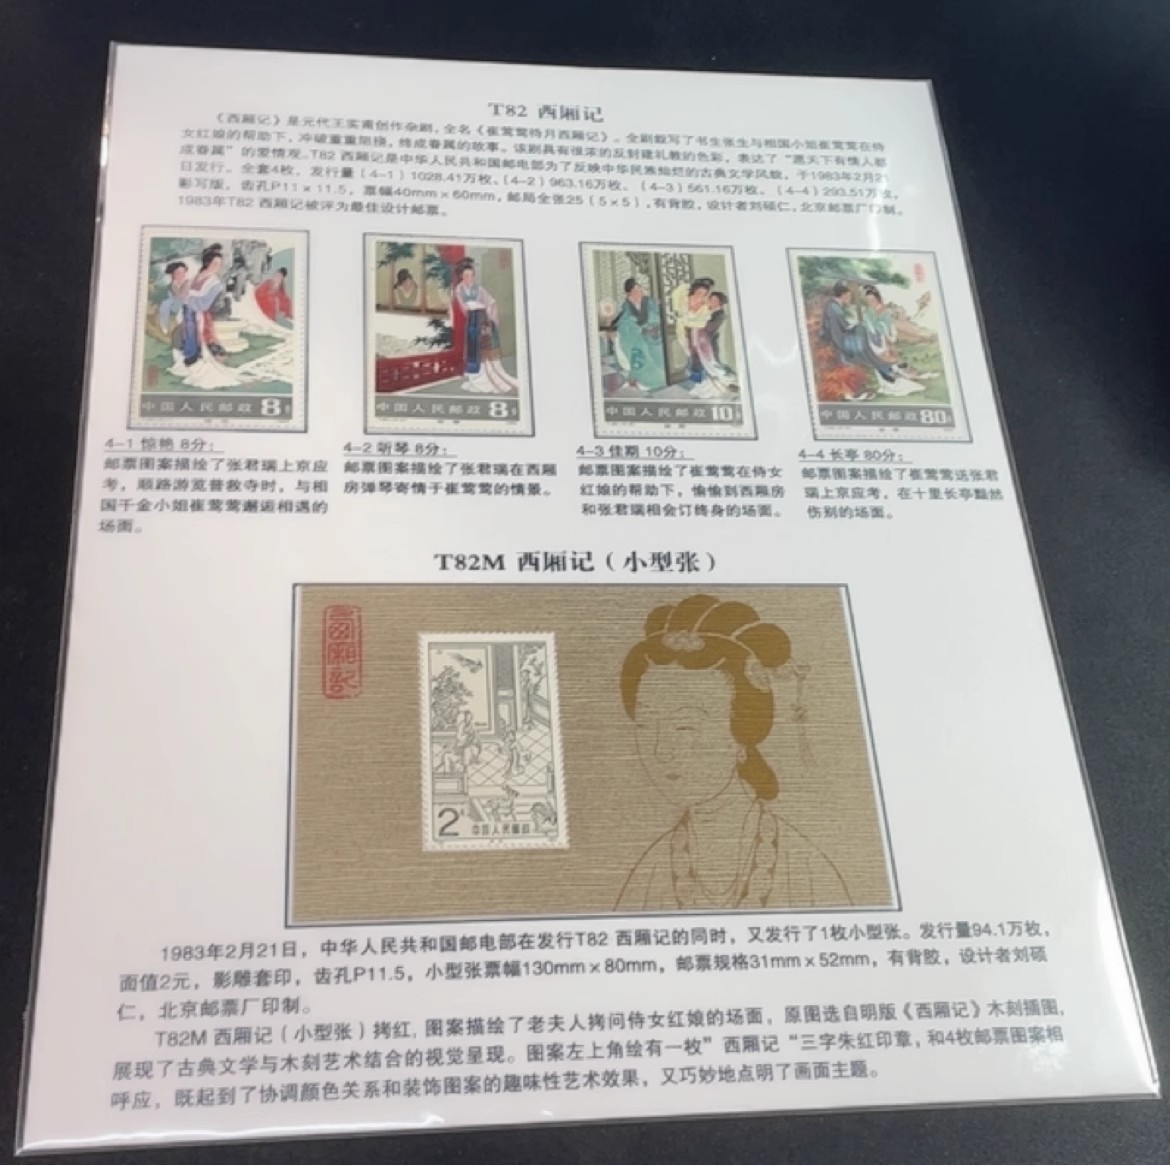 T82 西厢记
《西厢记》是元代王实甫创作杂剧，全名《崔莺莺待月西厢记》。全剧叙写了书生张生与相国小姐崔莺莺在侍
女红娘的帮助下，冲破重重阻挠，终成眷属的故事。该剧具有很浓的反封建礼教的色彩，表达了“愿天下有情人都
成眷属”的爱情观。T82 西厢记是中华人民共和国邮电部为了反映中华民族灿烂的古典文学风貌，于1983年2月21
日发行。全套4枚，发行量（4-1）1028.41万枚、（4-2）963.16万枚、（4-3）561.16万枚、（4-4）293.51万枚，
影写版，齿孔P11×11.5，票幅40mm×60mm，邮局全张25（5×5），有背胶，设计者刘硕仁，北京邮票厂印制。
1983年T82 西厢记被评为最佳设计邮票。
中国人民邮政 8分
中国人民邮政 8分
中国人民邮政 10分
中国人民邮政 80分
4-1 惊艳 8分：
邮票图案描绘了张君瑞上京应
考，顺路游览普救寺时，与相
国千金小姐崔莺莺邂逅相遇的
场面。
4-2 听琴 8分：
邮票图案描绘了张君瑞在西厢
房弹琴寄情于崔莺莺的情景。
4-3 佳期 10分：
邮票图案描绘了崔莺莺在侍女
红娘的帮助下，偷偷到西厢房
和张君瑞相会订终身的场面。
4-4 长亭 80分：
邮票图案描绘了崔莺莺送张君
瑞上京应考，在十里长亭黯然
伤别的场面。
T82M 西厢记（小型张）
西厢記
2元 中国人民邮政
1983年2月21日，中华人民共和国邮电部在发行T82 西厢记的同时，又发行了1枚小型张。发行量94.1万枚，
面值2元，影雕套印，齿孔P11.5，小型张票幅130mm×80mm，邮票规格31mm×52mm，有背胶，设计者刘硕
仁，北京邮票厂印制。
T82M 西厢记（小型张）拷红，图案描绘了老夫人拷问侍女红娘的场面，原图选自明版《西厢记》木刻插图，
展现了古典文学与木刻艺术结合的视觉呈现。图案左上角绘有一枚”西厢记“三字朱红印章，和4枚邮票图案相
呼应，既起到了协调颜色关系和装饰图案的趣味性艺术效果，又巧妙地点明了画面主题。